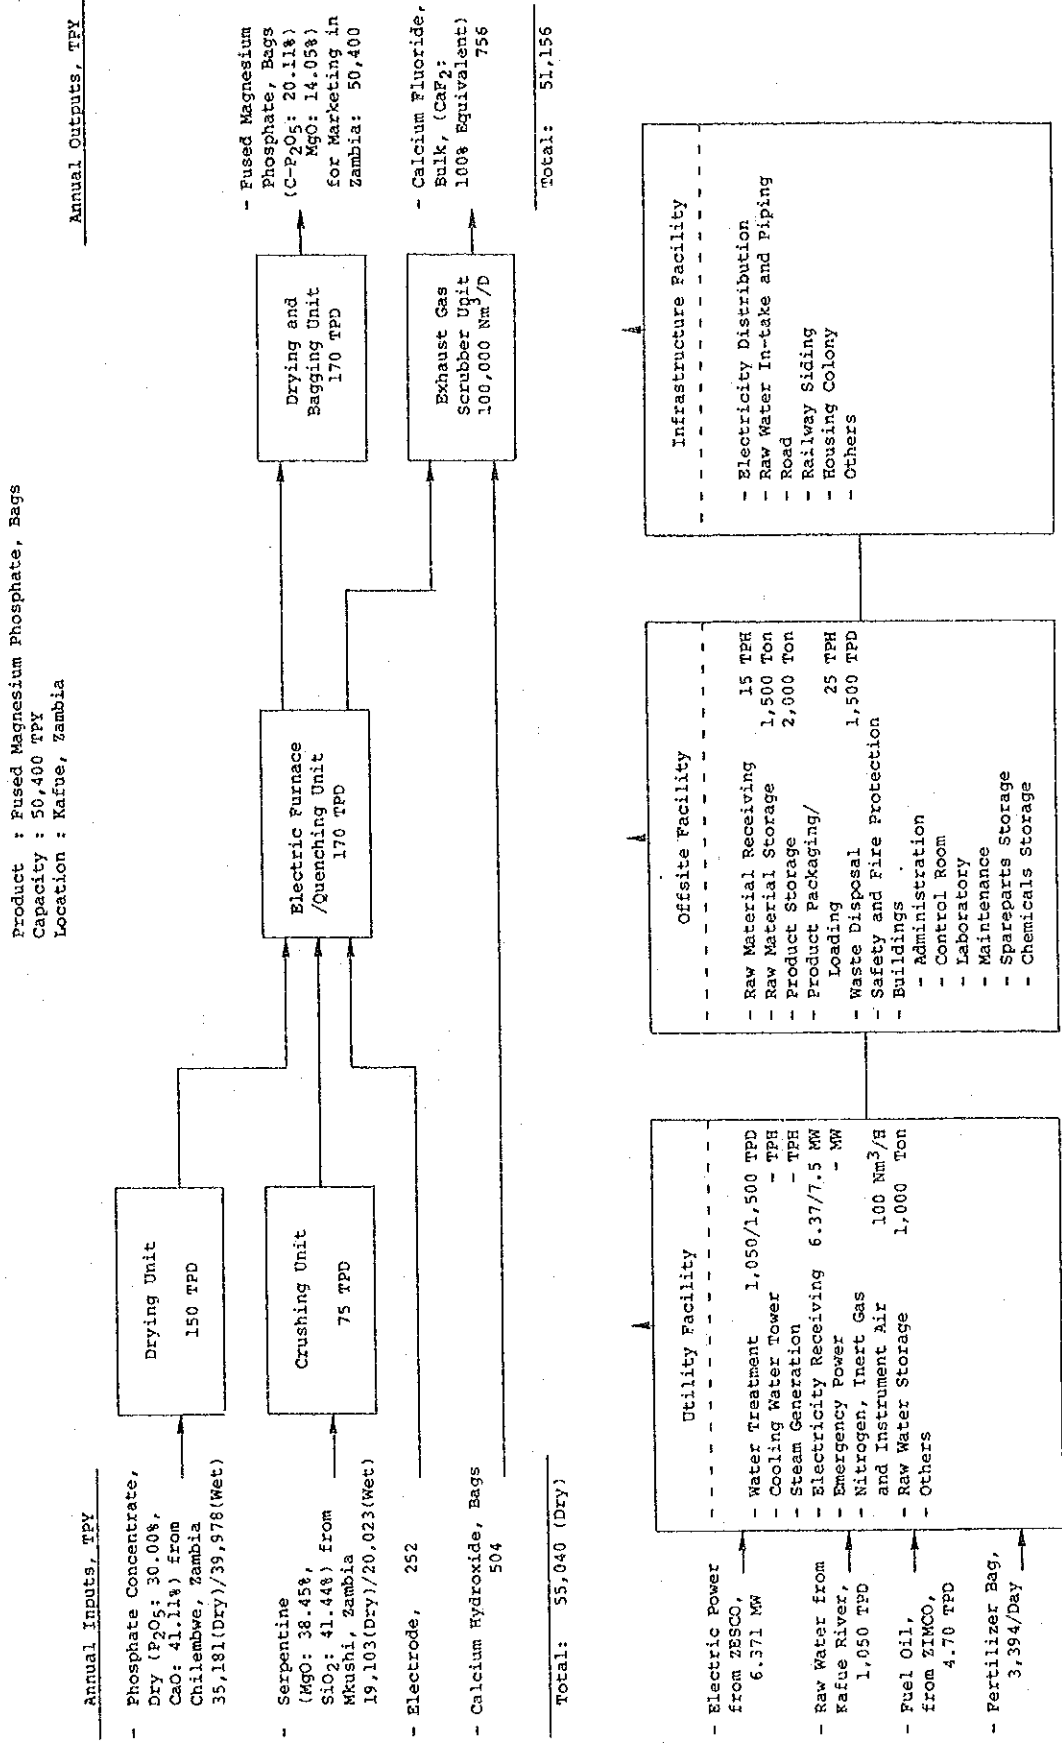 Product : Fused Magnesium Phosphate, Bags
Capacity : 50,400 TPY
Location : Kafue, Zambia
Annual Inputs, TPY
- Phosphate Concentrate,
Dry (P2O5: 30.00%,
CaO: 41.11%) from
Chilembwe, Zambia
35,181(Dry)/39,978(Wet)
- Serpentine
(MgO: 38.45%,
SiO2: 41.44%) from
Mkushi, Zambia
19,103(Dry)/20,023(Wet)
- Electrode, 252
- Calcium Hydroxide, Bags
504
Total: 55,040 (Dry)
Drying Unit
150 TPD
Crushing Unit
75 TPD
Electric Furnace
/Quenching Unit
170 TPD
Drying and
Bagging Unit
170 TPD
Exhaust Gas
Scrubber Unit
100,000 Nm3/D
Annual Outputs, TPY
- Fused Magnesium
Phosphate, Bags
(C-P2O5: 20.11%)
MgO: 14.05%)
for Marketing in
Zambia: 50,400
- Calcium Fluoride,
Bulk, (CaF2:
100% Equivalent)
756
Total: 51,156
- Electric Power
from ZESCO,
6.371 MW
- Raw Water from
Kafue River,
1,050 TPD
- Fuel Oil,
from ZIMCO,
4.70 TPD
- Fertilizer Bag,
3,394/Day
Utility Facility
- Water Treatment 1,050/1,500 TPD
- Cooling Water Tower - TPH
- Steam Generation - TPH
- Electricity Receiving 6.37/7.5 MW
- Emergency Power - MW
- Nitrogen, Inert Gas
and Instrument Air 100 Nm3/H
- Raw Water Storage 1,000 Ton
- Others
Offsite Facility
- Raw Material Receiving 15 TPH
- Raw Material Storage 1,500 Ton
- Product Storage 2,000 Ton
- Product Packaging/
Loading 25 TPH
- Waste Disposal 1,500 TPD
- Safety and Fire Protection
- Buildings
- Administration
- Control Room
- Laboratory
- Maintenance
- Spareparts Storage
- Chemicals Storage
Infrastructure Facility
- Electricity Distribution
- Raw Water In-take and Piping
- Road
- Railway Siding
- Housing Colony
- Others